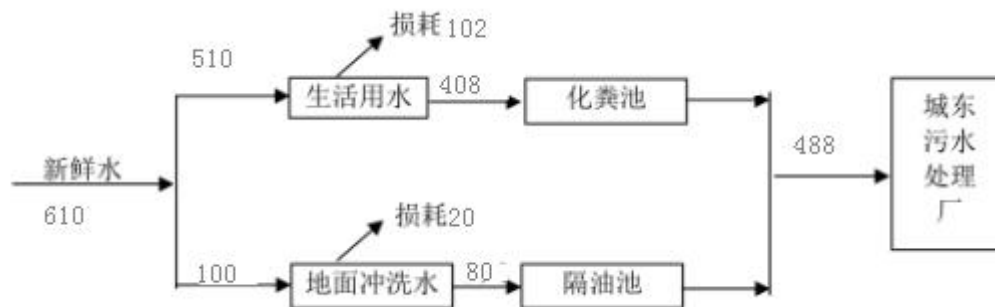 损耗102
510
生活用水
408
化粪池
城东
污水
处理
厂
488
新鲜水
610
损耗20
100
地面冲洗水
80
隔油池